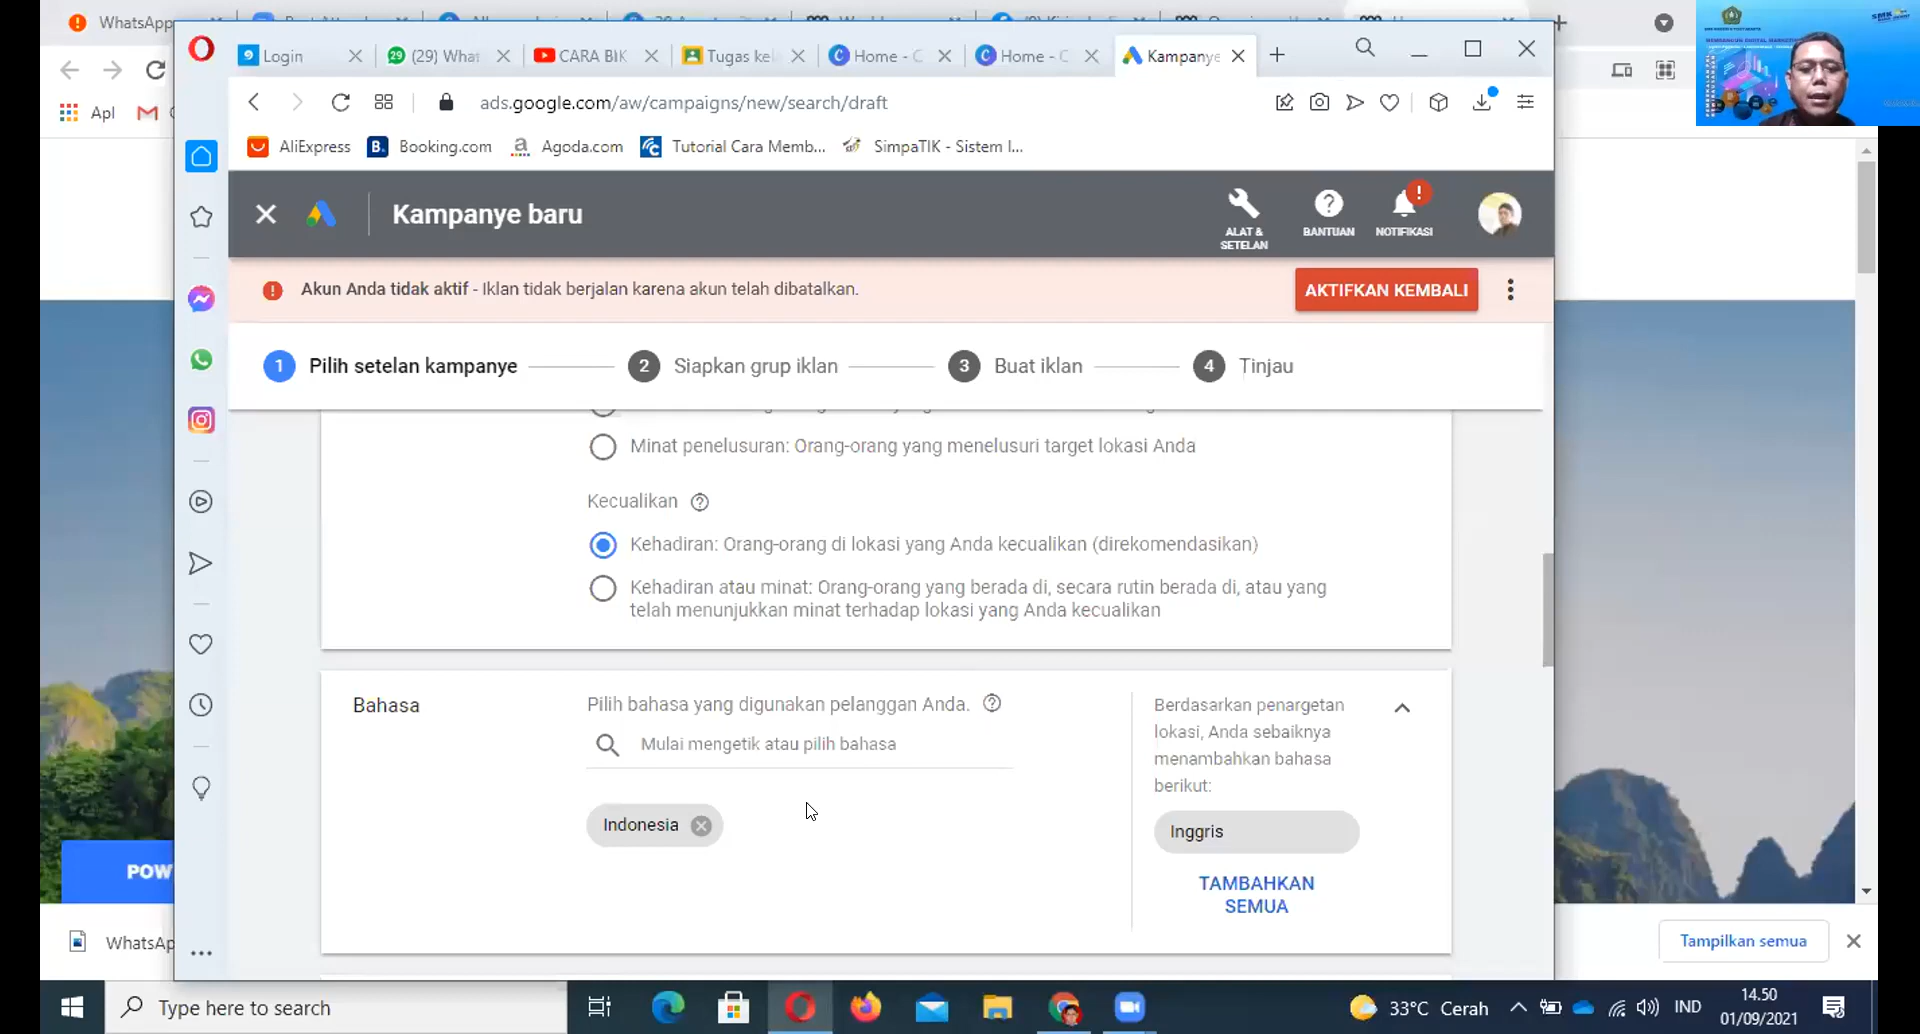 WhatsApp
Login
(29) What
CARA BIK
Tugas kel
Home - C
Home - C
Kampanye
ads.google.com/aw/campaigns/new/search/draft
Apl
AliExpress
Booking.com
Agoda.com
Tutorial Cara Memb...
SimpaTIK - Sistem I...
Kampanye baru
ALAT &
SETELAN
BANTUAN
NOTIFIKASI
Akun Anda tidak aktif - Iklan tidak berjalan karena akun telah dibatalkan.
AKTIFKAN KEMBALI
1 Pilih setelan kampanye
2 Siapkan grup iklan
3 Buat iklan
4 Tinjau
Minat penelusuran: Orang-orang yang menelusuri target lokasi Anda
Kecualikan
Kehadiran: Orang-orang di lokasi yang Anda kecualikan (direkomendasikan)
Kehadiran atau minat: Orang-orang yang berada di, secara rutin berada di, atau yang
telah menunjukkan minat terhadap lokasi yang Anda kecualikan
Bahasa
Pilih bahasa yang digunakan pelanggan Anda.
Mulai mengetik atau pilih bahasa
Indonesia
Berdasarkan penargetan
lokasi, Anda sebaiknya
menambahkan bahasa
berikut:
Inggris
TAMBAHKAN
SEMUA
POW
WhatsAp
Tampilkan semua
Type here to search
33°C Cerah
IND
14.50
01/09/2021